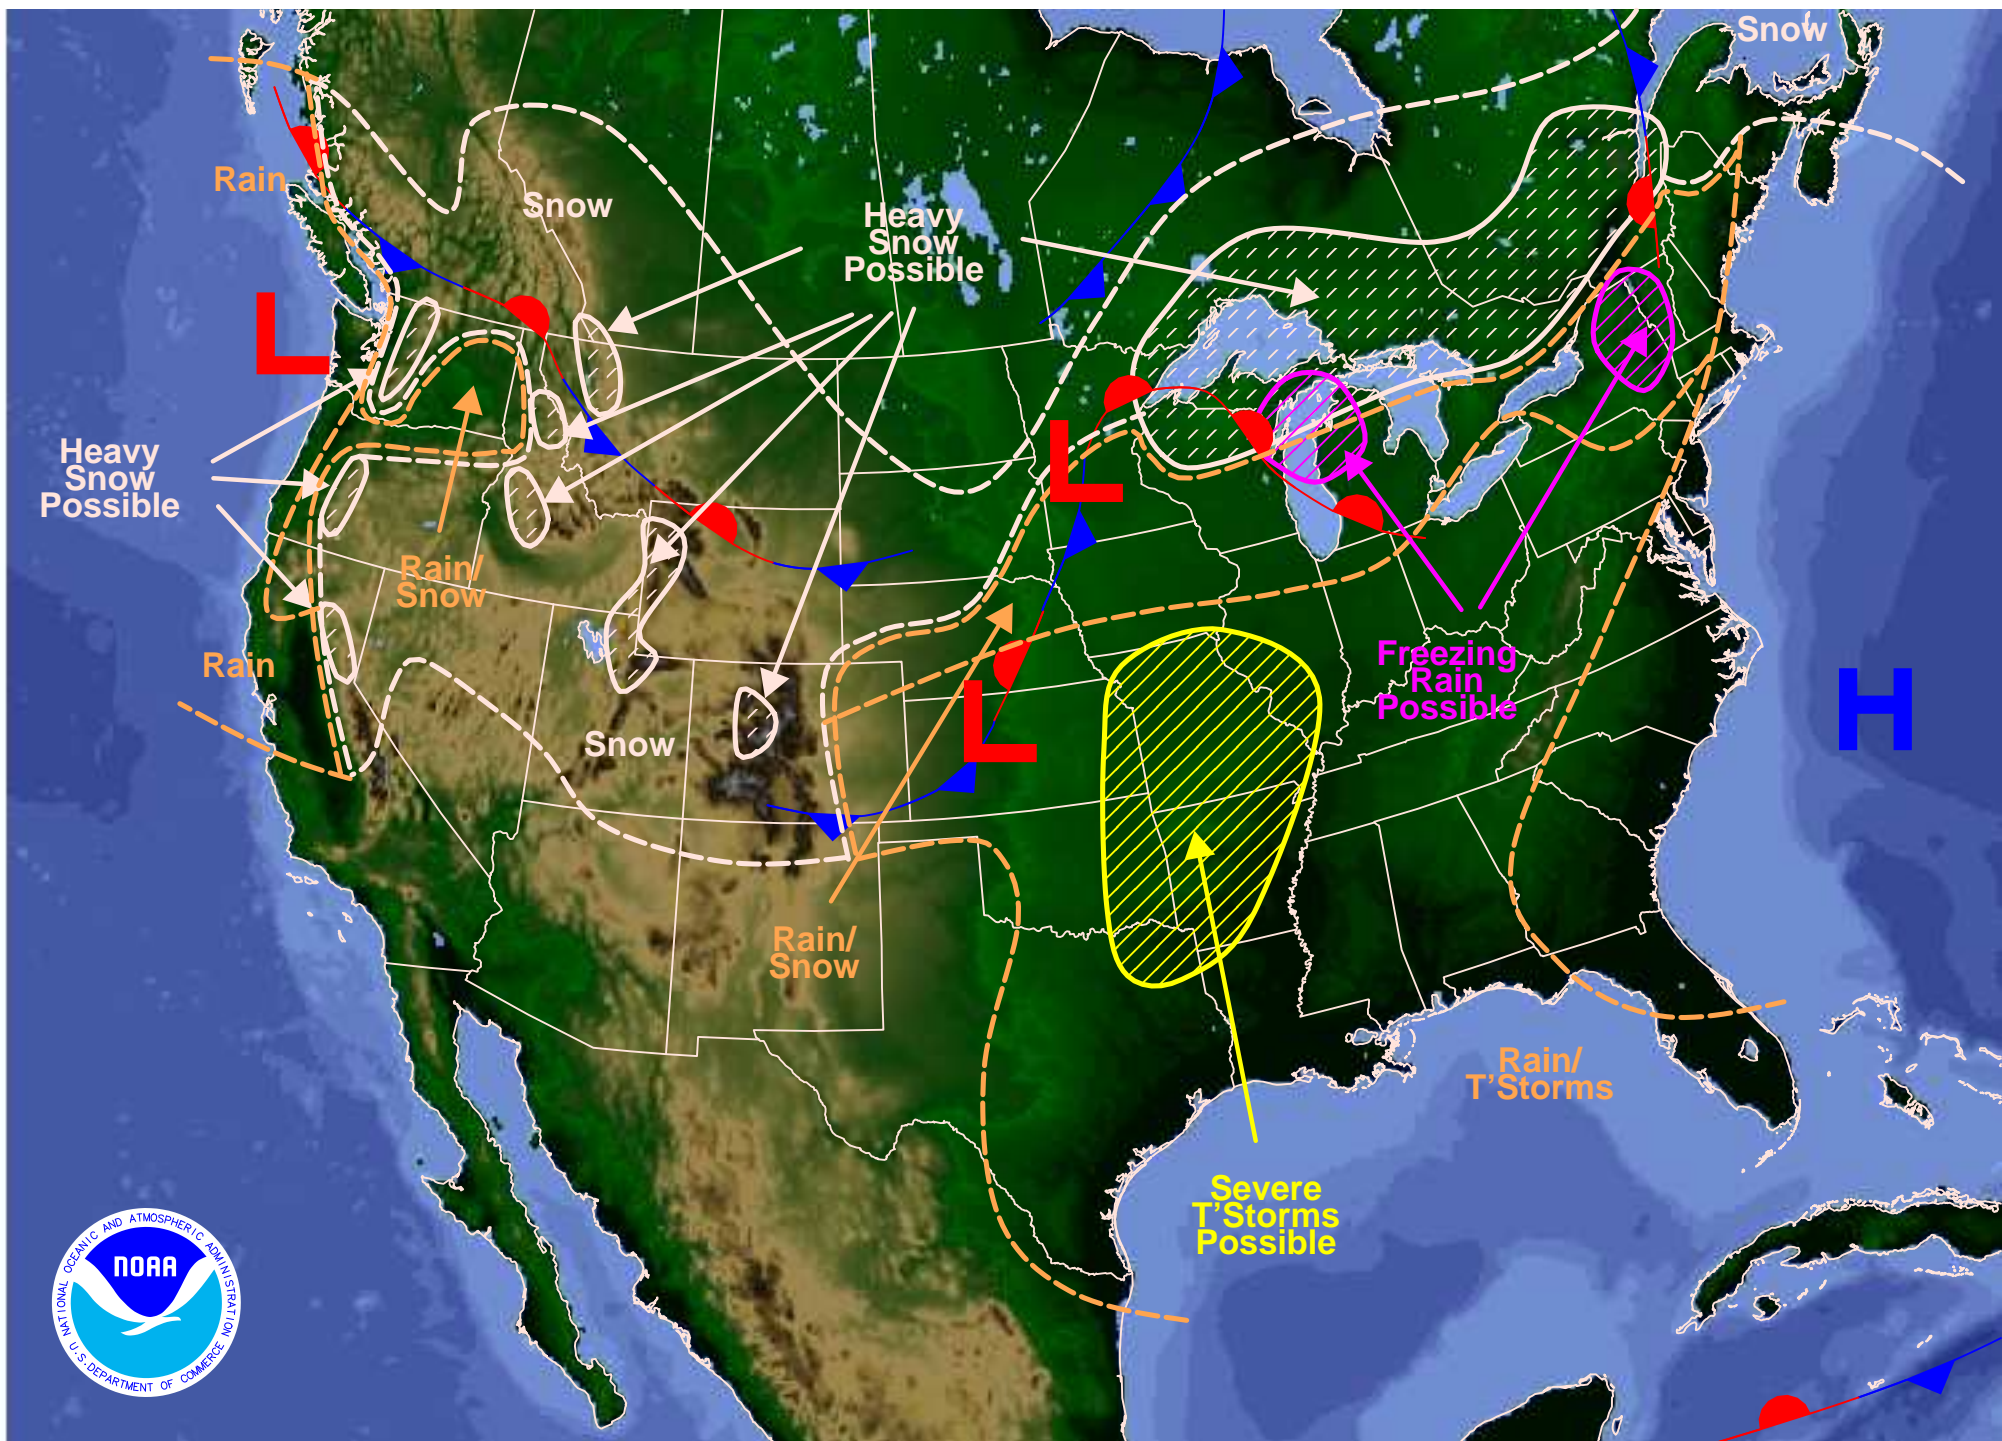 Snow
Rain
Snow
Heavy
Snow
Possible
L
Heavy
Snow
Possible
L
Rain/
Snow
Rain
Freezing
Rain
Possible
L
H
Snow
Rain/
Snow
Rain/
T'Storms
Severe
T'Storms
Possible
NATIONAL OCEANIC AND ATMOSPHERIC ADMINISTRATION
NOAA
U.S. DEPARTMENT OF COMMERCE